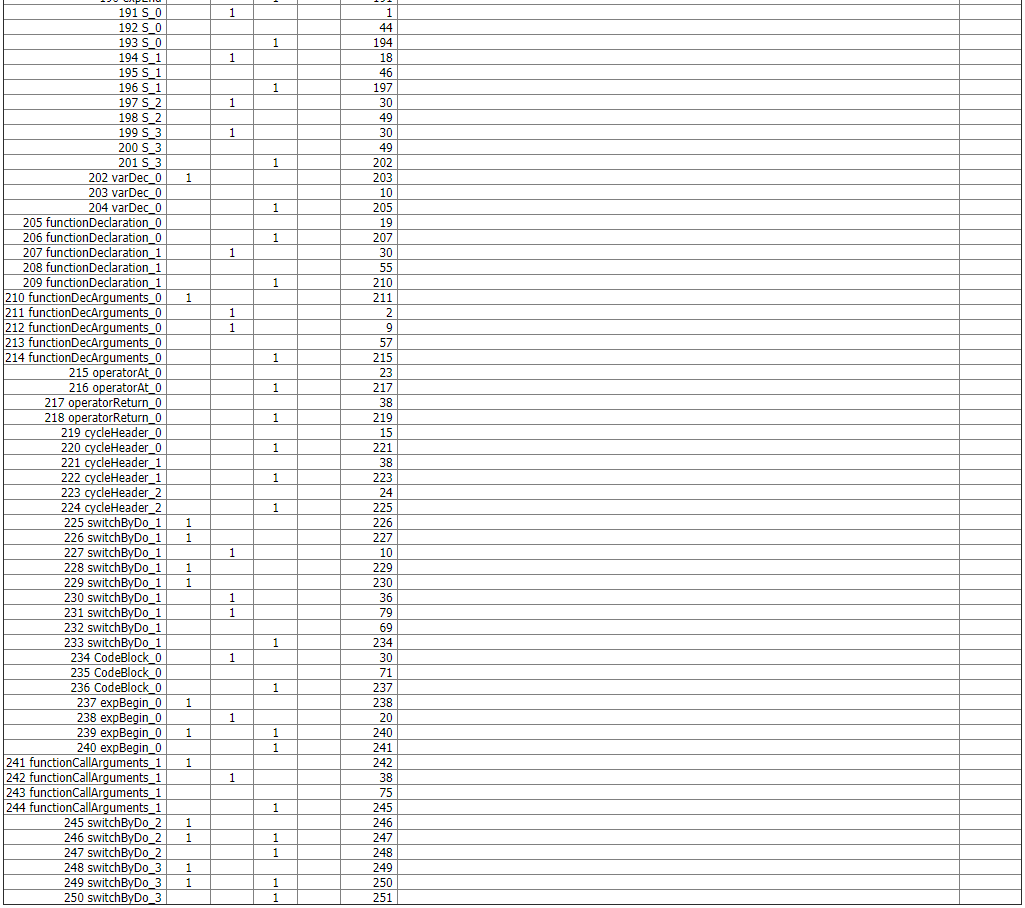 191 S_0 1 1
192 S_0 44
193 S_0 1 194
194 S_1 1 18
195 S_1 46
196 S_1 1 197
197 S_2 1 30
198 S_2 49
199 S_3 1 30
200 S_3 49
201 S_3 1 202
202 varDec_0 1 203
203 varDec_0 10
204 varDec_0 1 205
205 functionDeclaration_0 19
206 functionDeclaration_0 1 207
207 functionDeclaration_1 1 30
208 functionDeclaration_1 55
209 functionDeclaration_1 1 210
210 functionDecArguments_0 1 211
211 functionDecArguments_0 1 2
212 functionDecArguments_0 1 9
213 functionDecArguments_0 57
214 functionDecArguments_0 1 215
215 operatorAt_0 23
216 operatorAt_0 1 217
217 operatorReturn_0 38
218 operatorReturn_0 1 219
219 cycleHeader_0 15
220 cycleHeader_0 1 221
221 cycleHeader_1 38
222 cycleHeader_1 1 223
223 cycleHeader_2 24
224 cycleHeader_2 1 225
225 switchByDo_1 1 226
226 switchByDo_1 1 227
227 switchByDo_1 1 10
228 switchByDo_1 1 229
229 switchByDo_1 1 230
230 switchByDo_1 1 36
231 switchByDo_1 1 79
232 switchByDo_1 69
233 switchByDo_1 1 234
234 CodeBlock_0 1 30
235 CodeBlock_0 71
236 CodeBlock_0 1 237
237 expBegin_0 1 238
238 expBegin_0 1 20
239 expBegin_0 1 1 240
240 expBegin_0 1 241
241 functionCallArguments_1 1 242
242 functionCallArguments_1 1 38
243 functionCallArguments_1 75
244 functionCallArguments_1 1 245
245 switchByDo_2 1 246
246 switchByDo_2 1 1 247
247 switchByDo_2 1 248
248 switchByDo_3 1 249
249 switchByDo_3 1 1 250
250 switchByDo_3 1 251